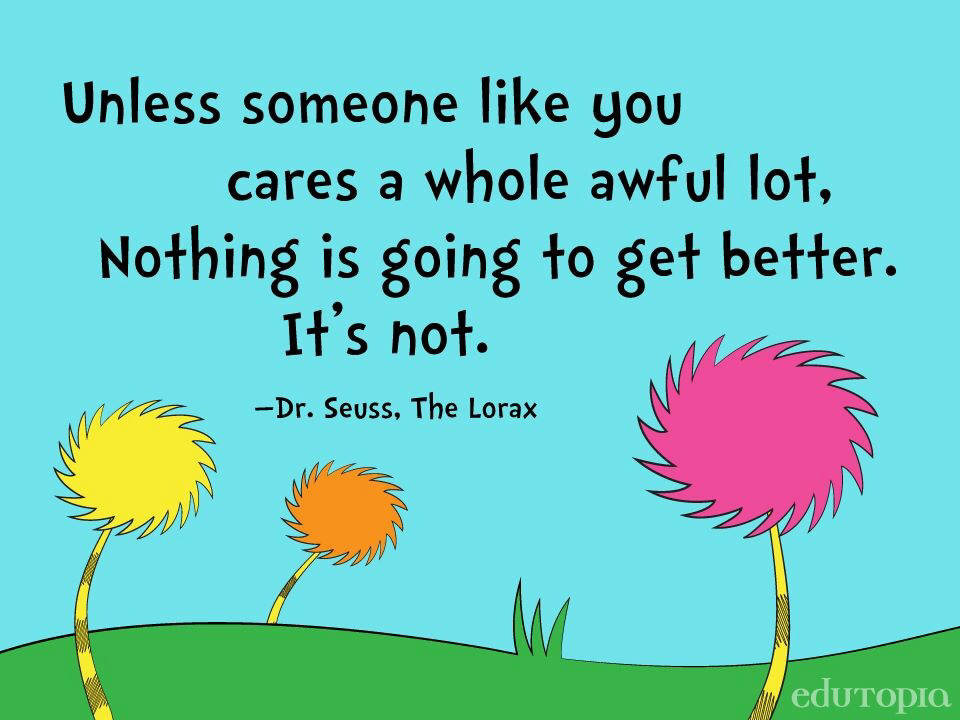 Unless someone like you
cares a whole awful lot,
Nothing is going to get better.
It's not.
—Dr. Seuss, The Lorax
edutopia